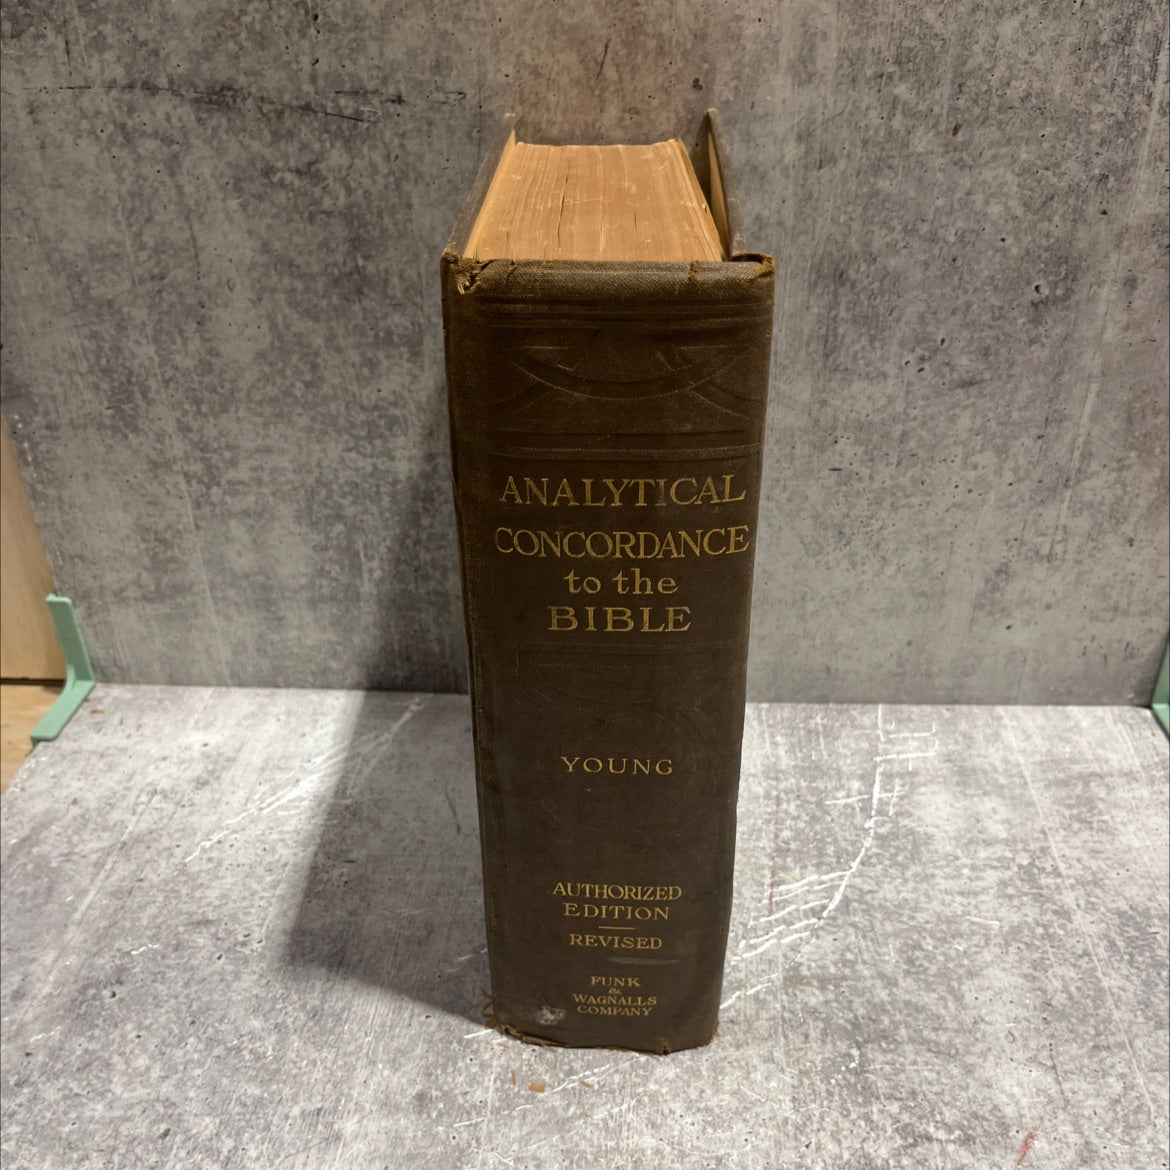 ANALYTICAL
CONCORDANCE
to the
BIBLE
YOUNG
AUTHORIZED
EDITION
REVISED
FUNK
&
WAGNALLS
COMPANY